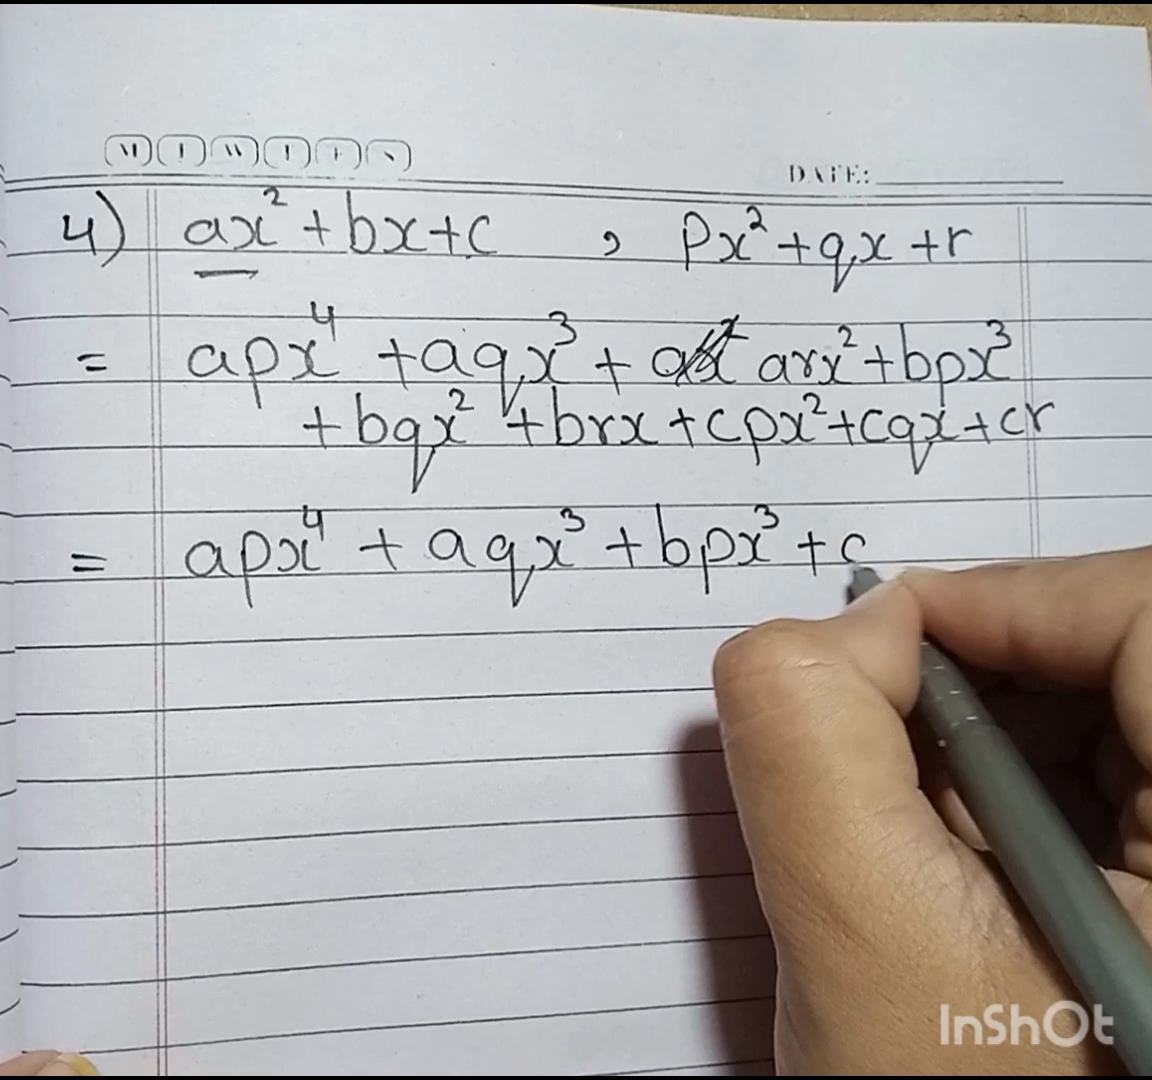 M T W T F S
DATE:
4) ax² + bx + c , px² + qx + r
= apx⁴ + aqx³ + arx² + bpx³
+ bqx² + brx + cpx² + cqx + cr
= apx⁴ + aqx³ + bpx³ + c
InShOt